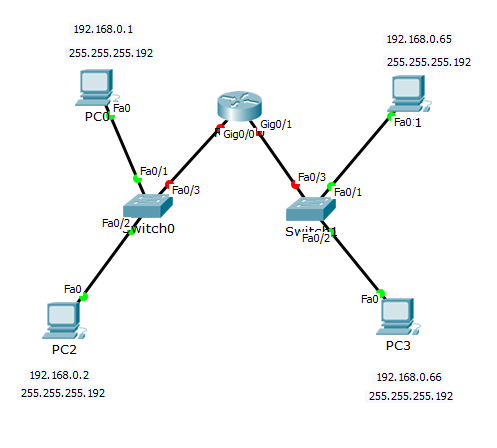 192.168.0.1
255.255.255.192
192.168.0.65
255.255.255.192
Fa0
PC0
Gig0/0
Gig0/1
Fa0
1
Fa0/1
Fa0/3
Fa0/3
Fa0/1
Fa0/2
Switch0
Fa0/2
Fa0
PC2
Fa0
PC3
192.168.0.2
255.255.255.192
192.168.0.66
255.255.255.192